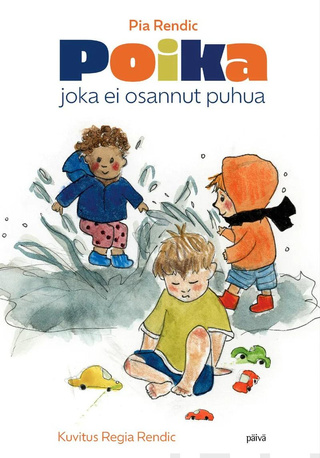 Pia Rendic
Poika
joka ei osannut puhua
Kuvitus Regia Rendic
päivä